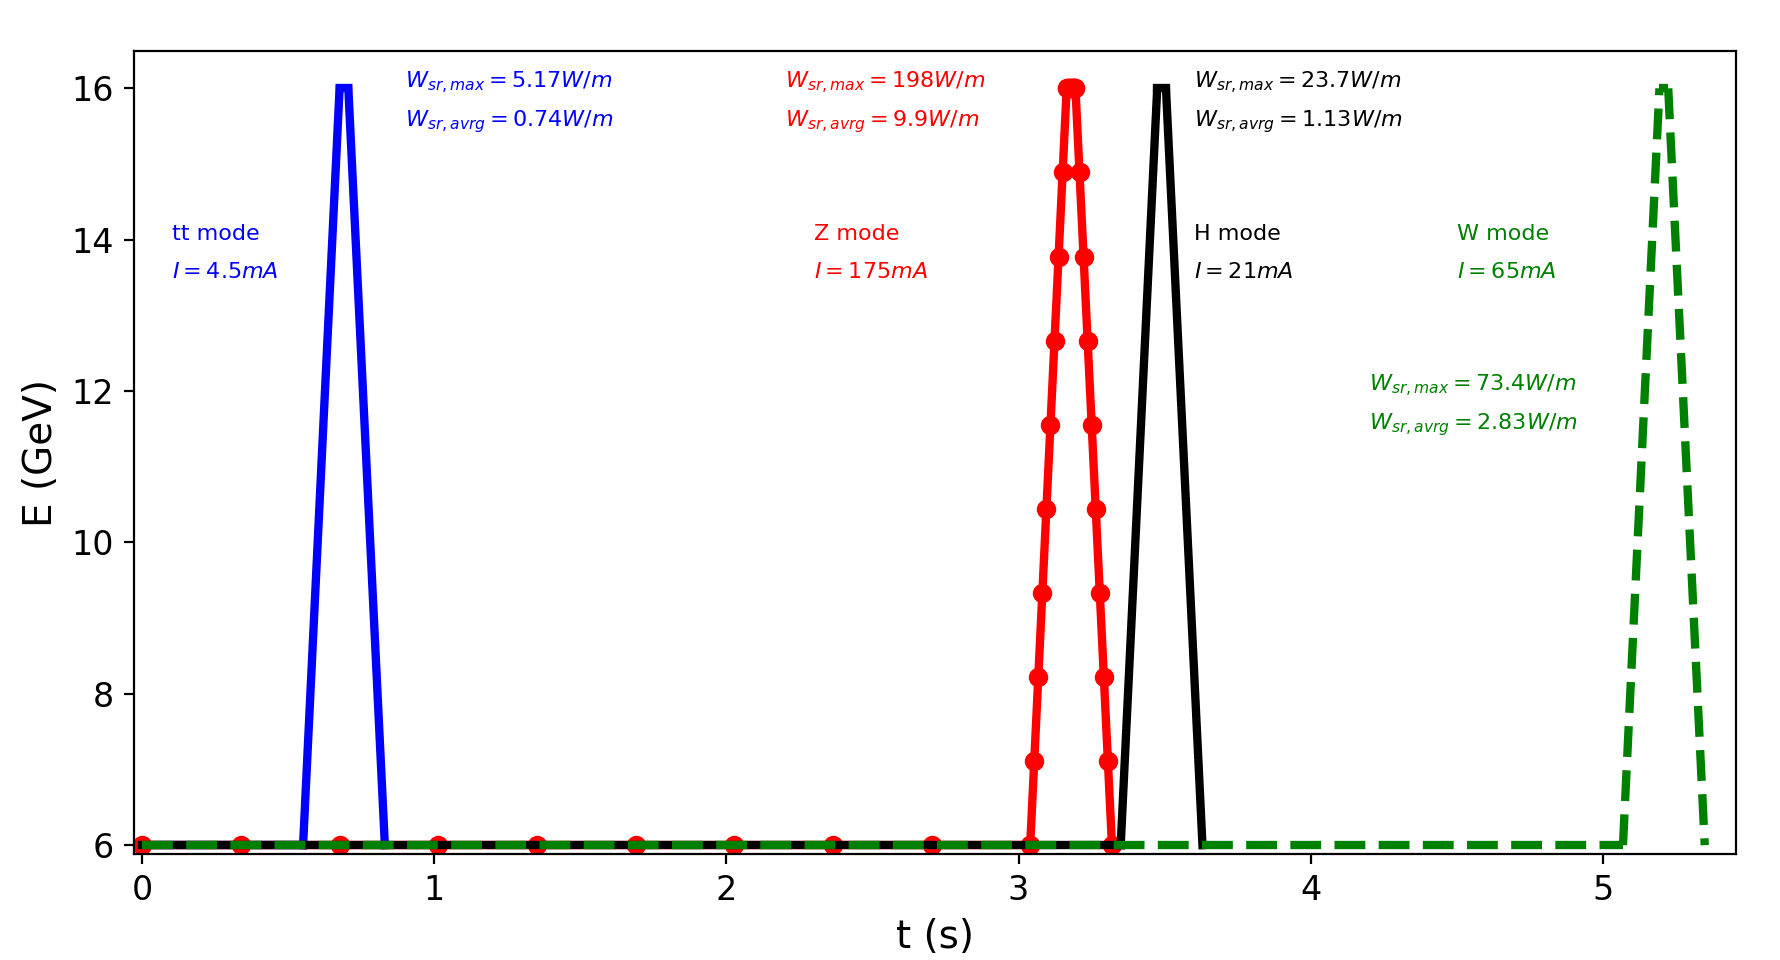 W_{sr,max} = 5.17W/m
W_{sr,avrg} = 0.74W/m
W_{sr,max} = 198W/m
W_{sr,avrg} = 9.9W/m
W_{sr,max} = 23.7W/m
W_{sr,avrg} = 1.13W/m
tt mode
I = 4.5mA
Z mode
I = 175mA
H mode
I = 21mA
W mode
I = 65mA
W_{sr,max} = 73.4W/m
W_{sr,avrg} = 2.83W/m
E (GeV)
16
14
12
10
8
6
0 1 2 3 4 5
t (s)